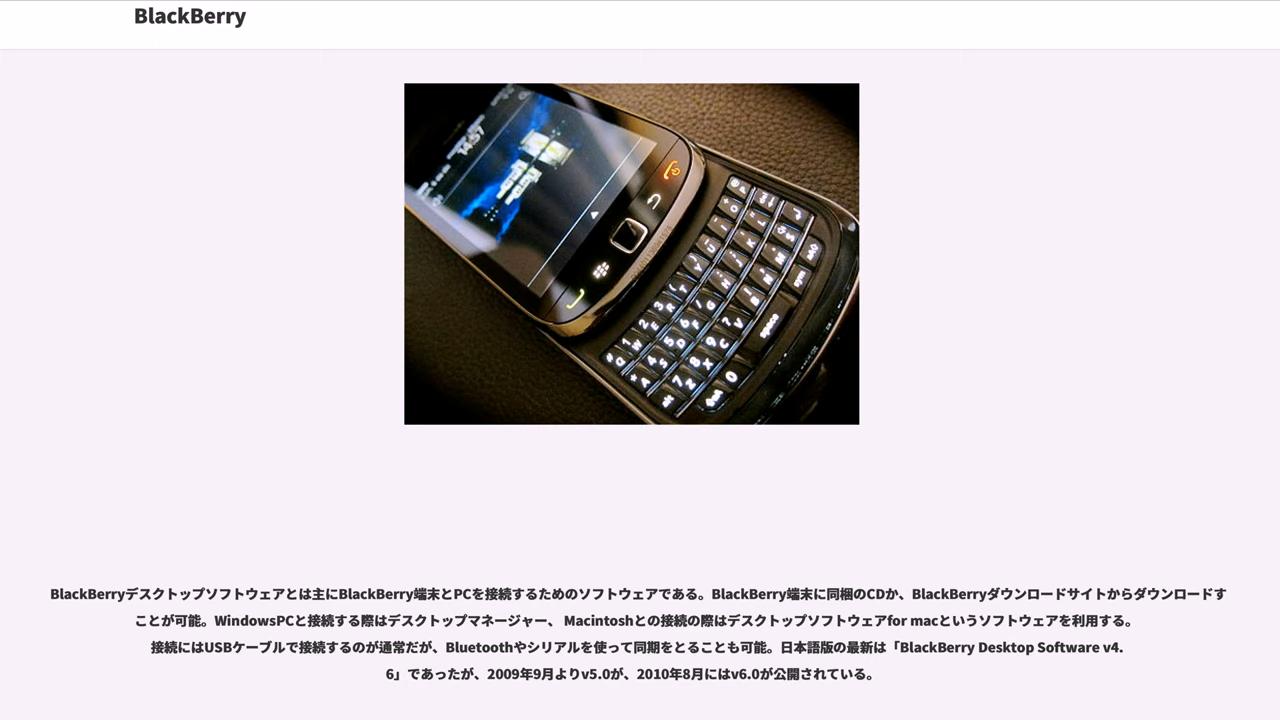 BlackBerry
14:57
BlackBerryデスクトップソフトウェアとは主にBlackBerry端末とPCを接続するためのソフトウェアである。BlackBerry端末に同梱のCDか、BlackBerryダウンロードサイトからダウンロードす
ことが可能。WindowsPCと接続する際はデスクトップマネージャー、 Macintoshとの接続の際はデスクトップソフトウェアfor macというソフトウェアを利用する。
接続にはUSBケーブルで接続するのが通常だが、Bluetoothやシリアルを使って同期をとることも可能。日本語版の最新は「BlackBerry Desktop Software v4.
6」であったが、2009年9月よりv5.0が、2010年8月にはv6.0が公開されている。